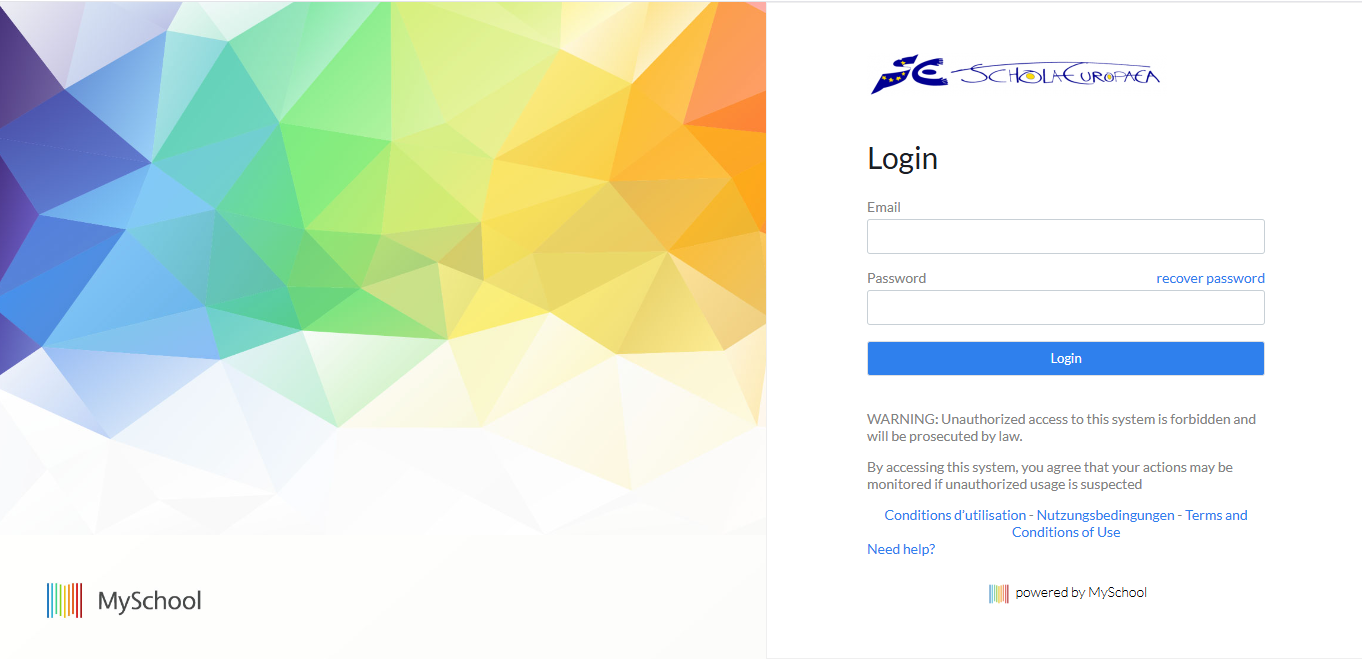 SCHOLA EUROPAEA
Login
Email
Password
recover password
Login
WARNING: Unauthorized access to this system is forbidden and
will be prosecuted by law.
By accessing this system, you agree that your actions may be
monitored if unauthorized usage is suspected
Conditions d'utilisation - Nutzungsbedingungen - Terms and
Conditions of Use
Need help?
powered by MySchool
MySchool